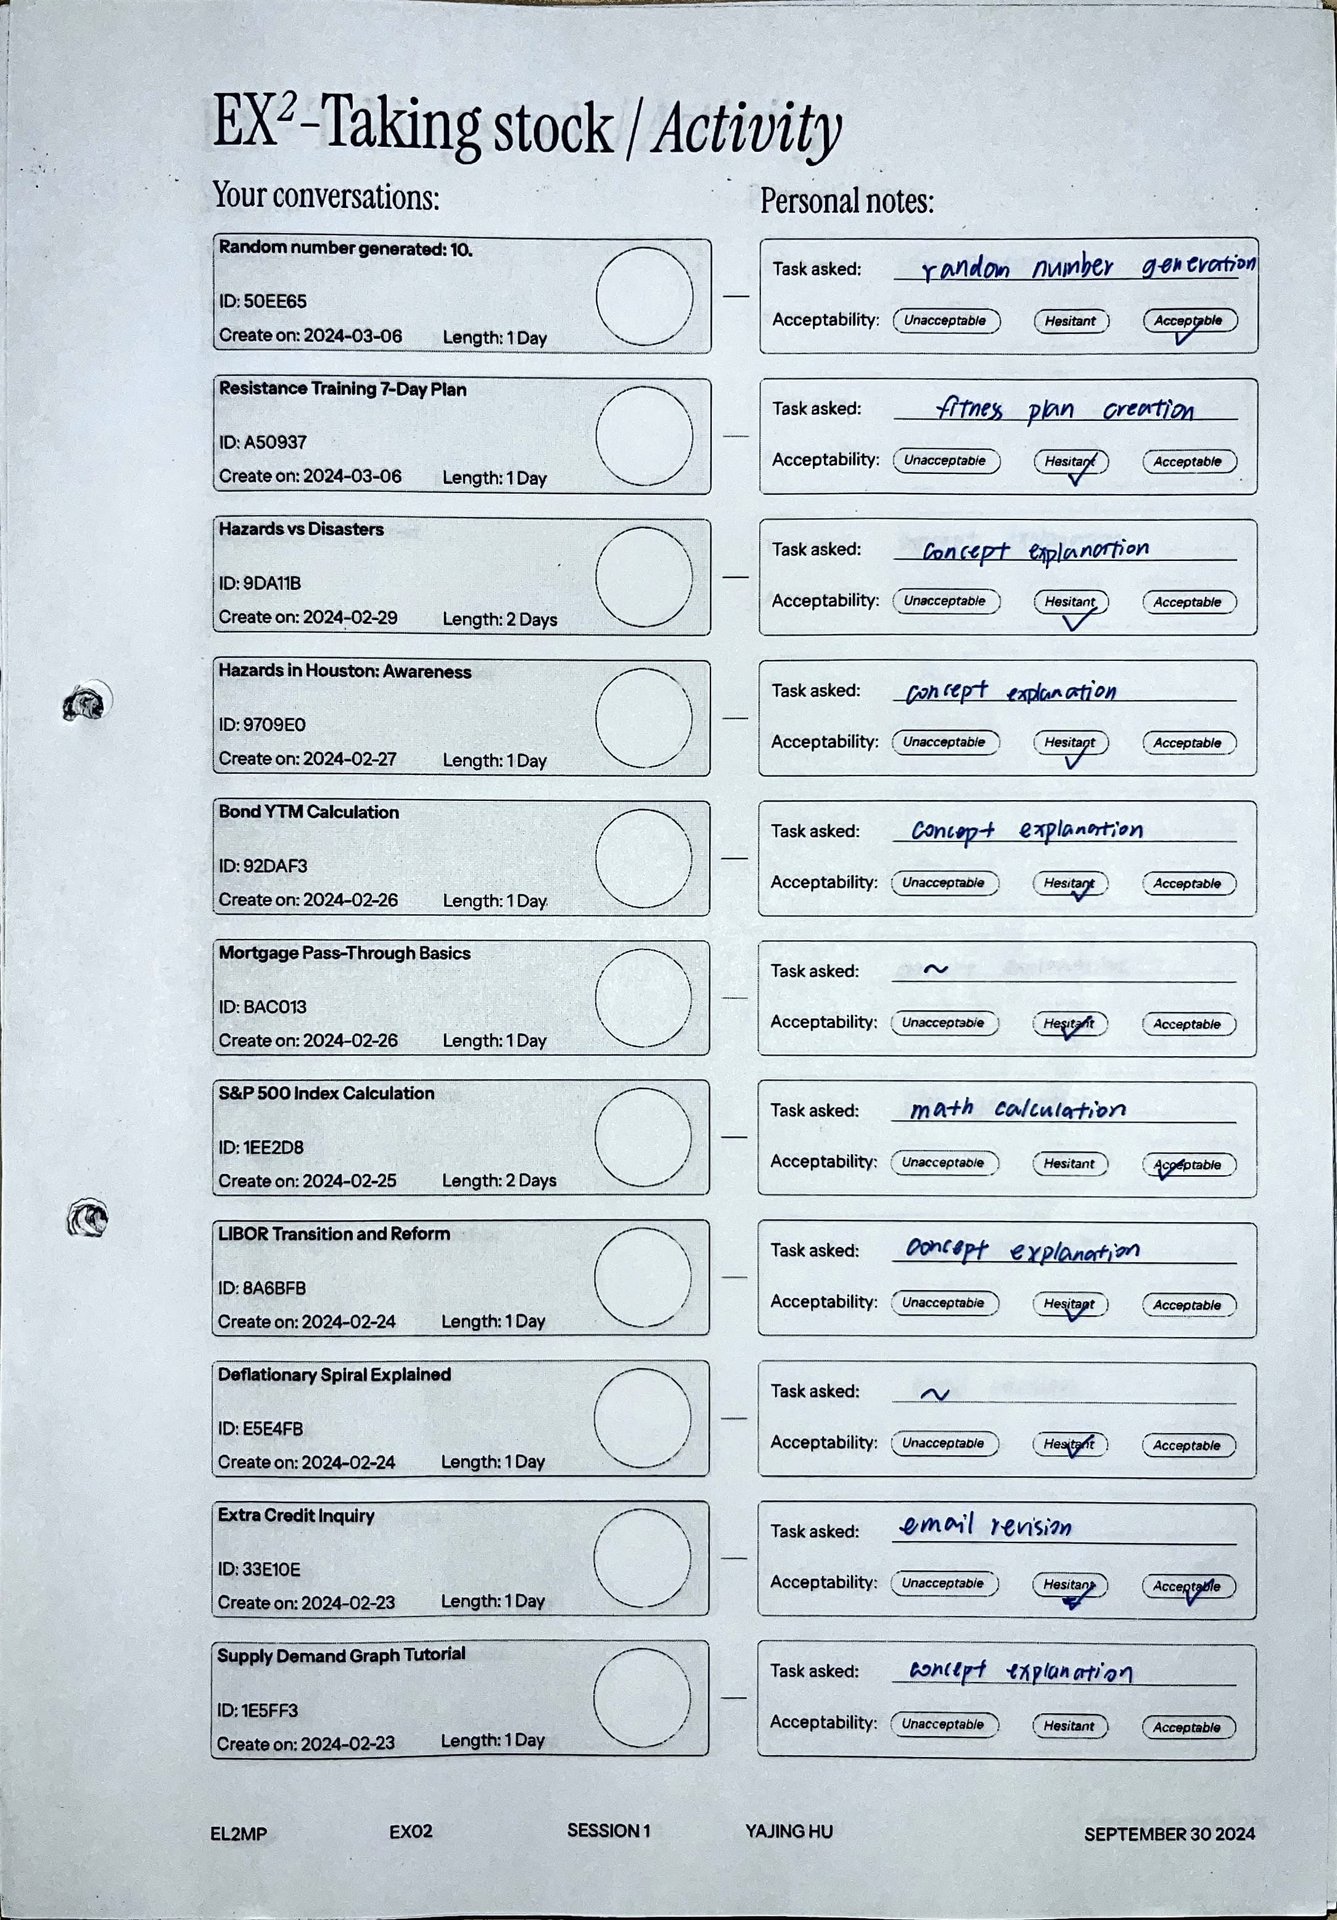 EX²-Taking stock / Activity
Your conversations:
Personal notes:
Random number generated: 10.
ID: 50EE65
Create on: 2024-03-06 Length: 1 Day
Task asked: random number generation
Acceptability: Unacceptable Hesitant Acceptable
Resistance Training 7-Day Plan
ID: A50937
Create on: 2024-03-06 Length: 1 Day
Task asked: fitness plan creation
Acceptability: Unacceptable Hesitant Acceptable
Hazards vs Disasters
ID: 9DA11B
Create on: 2024-02-29 Length: 2 Days
Task asked: concept explanation
Acceptability: Unacceptable Hesitant Acceptable
Hazards in Houston: Awareness
ID: 9709E0
Create on: 2024-02-27 Length: 1 Day
Task asked: concept explanation
Acceptability: Unacceptable Hesitant Acceptable
Bond YTM Calculation
ID: 92DAF3
Create on: 2024-02-26 Length: 1 Day
Task asked: concept explanation
Acceptability: Unacceptable Hesitant Acceptable
Mortgage Pass-Through Basics
ID: BAC013
Create on: 2024-02-26 Length: 1 Day
Task asked: ~
Acceptability: Unacceptable Hesitant Acceptable
S&P 500 Index Calculation
ID: 1EE2D8
Create on: 2024-02-25 Length: 2 Days
Task asked: math calculation
Acceptability: Unacceptable Hesitant Acceptable
LIBOR Transition and Reform
ID: 8A6BFB
Create on: 2024-02-24 Length: 1 Day
Task asked: concept explanation
Acceptability: Unacceptable Hesitant Acceptable
Deflationary Spiral Explained
ID: E5E4FB
Create on: 2024-02-24 Length: 1 Day
Task asked: ~
Acceptability: Unacceptable Hesitant Acceptable
Extra Credit Inquiry
ID: 33E10E
Create on: 2024-02-23 Length: 1 Day
Task asked: email revision
Acceptability: Unacceptable Hesitant Acceptable
Supply Demand Graph Tutorial
ID: 1E5FF3
Create on: 2024-02-23 Length: 1 Day
Task asked: concept explanation
Acceptability: Unacceptable Hesitant Acceptable
EL2MP EX02 SESSION 1 YAJING HU SEPTEMBER 30 2024